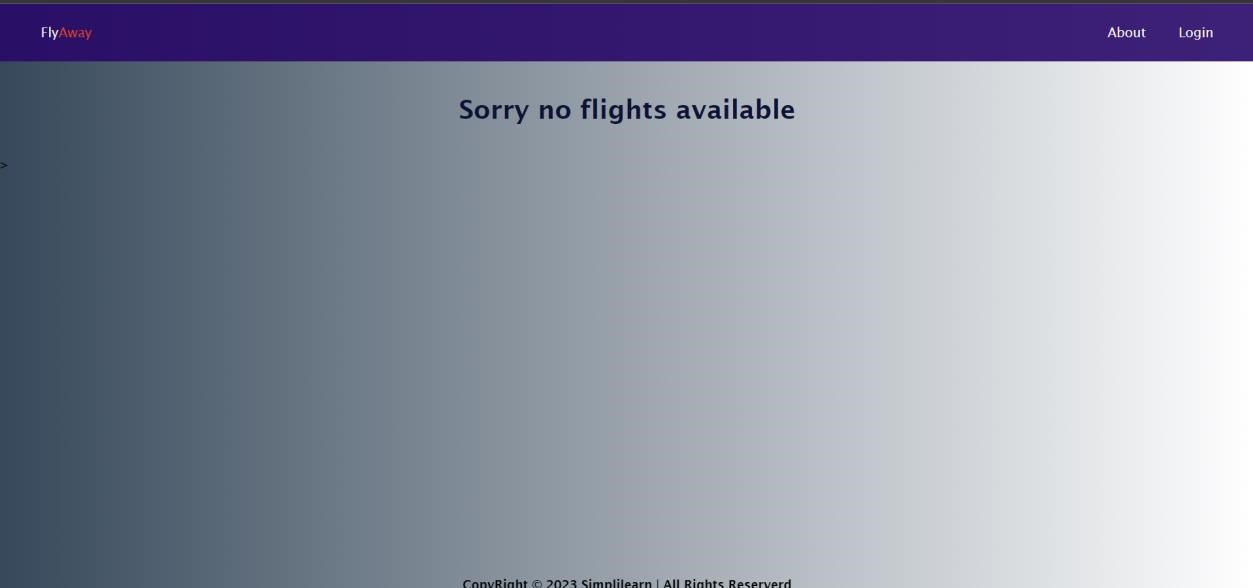 FlyAway About Login
Sorry no flights available
>
CopyRight © 2023 Simplilearn | All Rights Reserverd